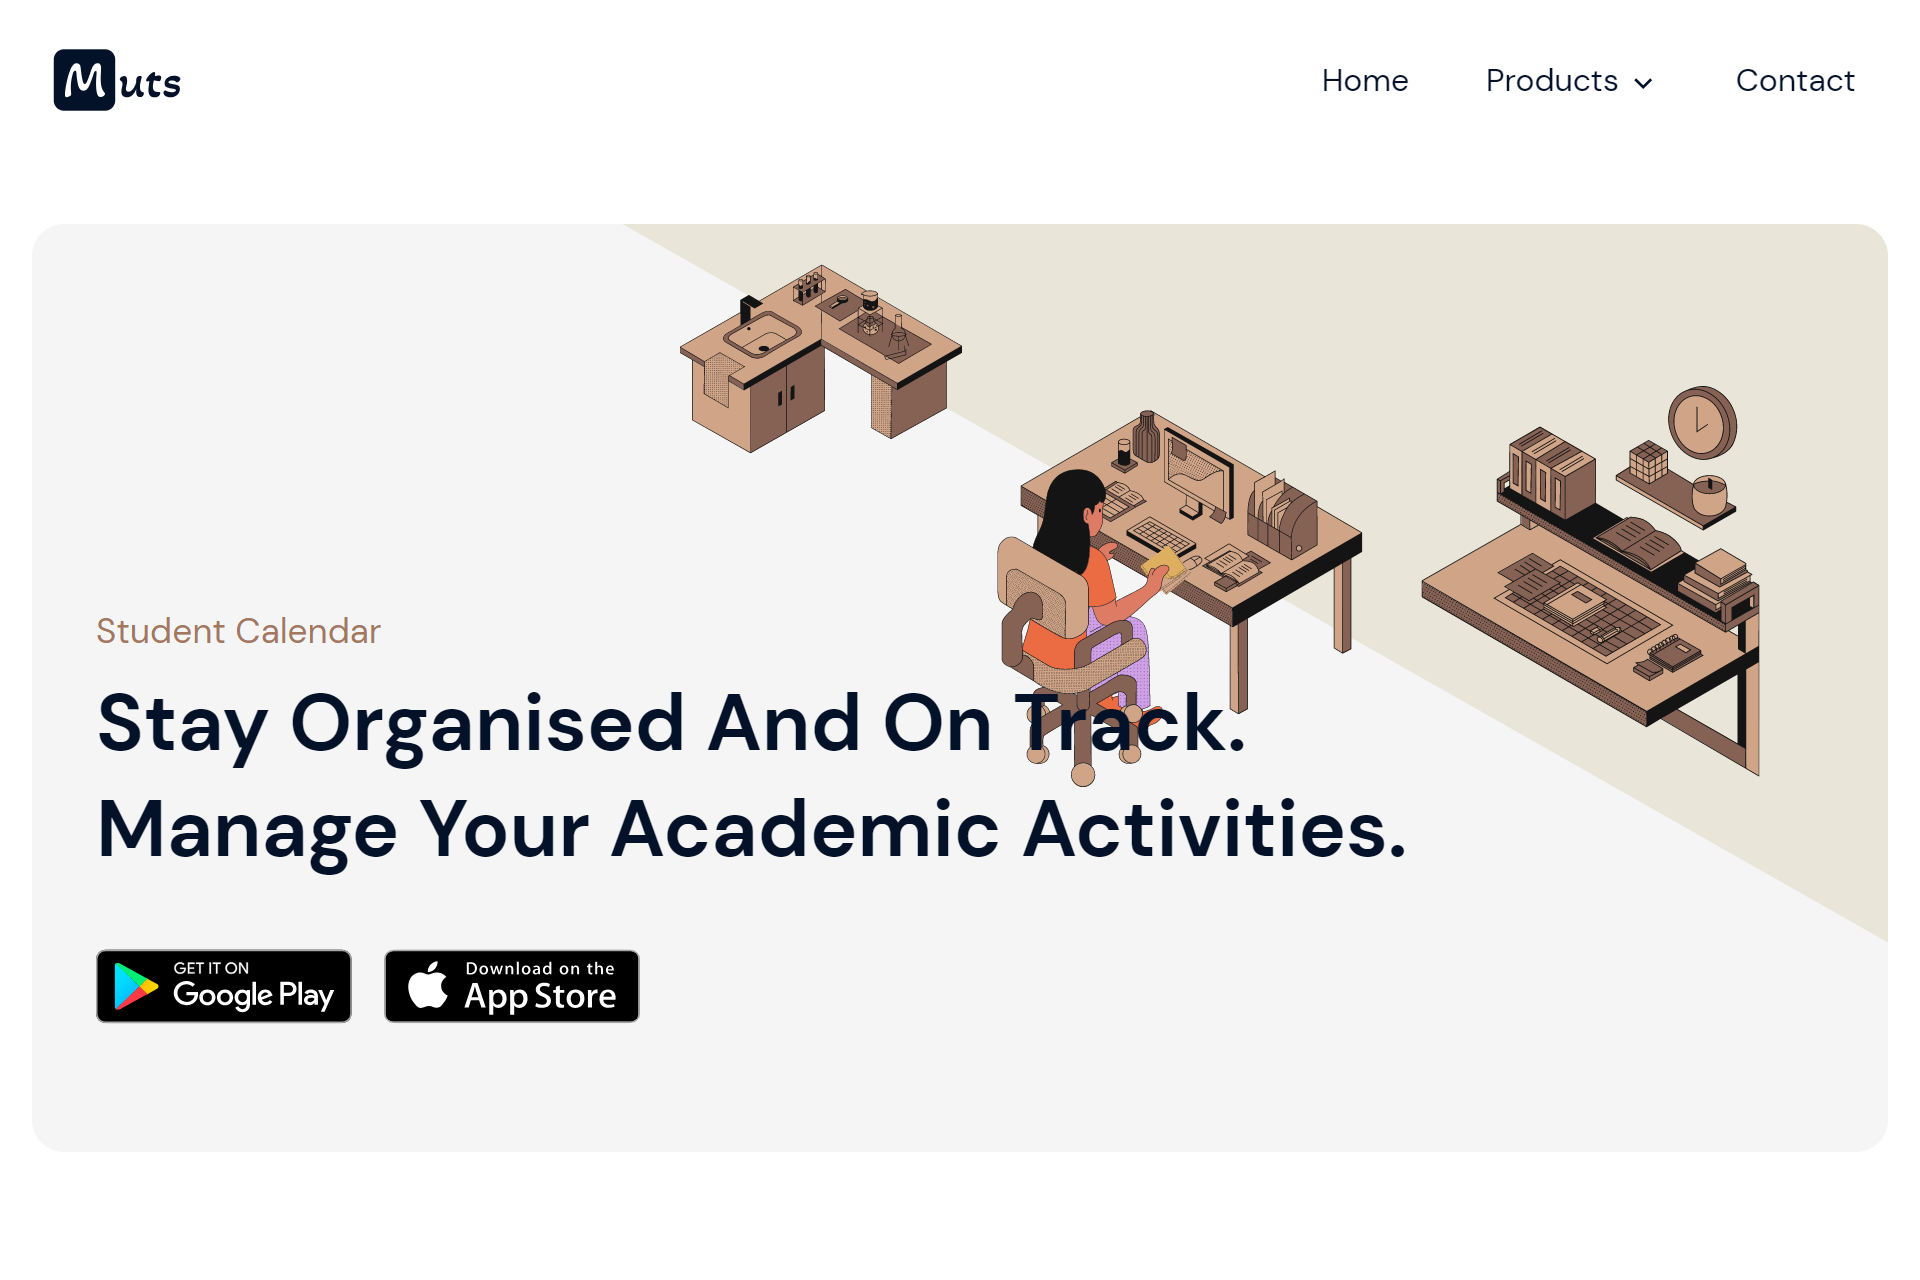 Muts
Home
Products
Contact
Student Calendar
Stay Organised And On Track.
Manage Your Academic Activities.
GET IT ON
Google Play
Download on the
App Store